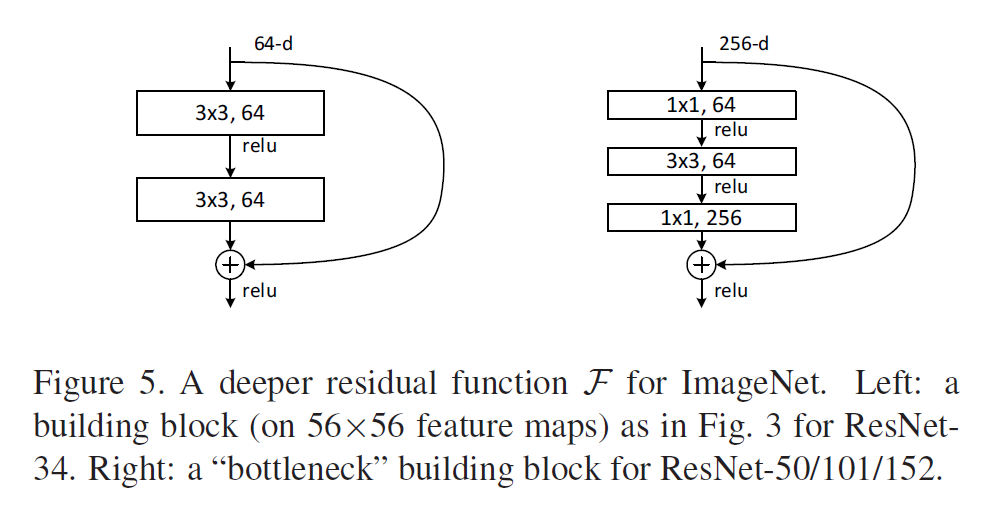 64-d
3x3, 64
relu
3x3, 64
+
relu
256-d
1x1, 64
relu
3x3, 64
relu
1x1, 256
+
relu
Figure 5. A deeper residual function F for ImageNet. Left: a
building block (on 56×56 feature maps) as in Fig. 3 for ResNet-
34. Right: a “bottleneck” building block for ResNet-50/101/152.